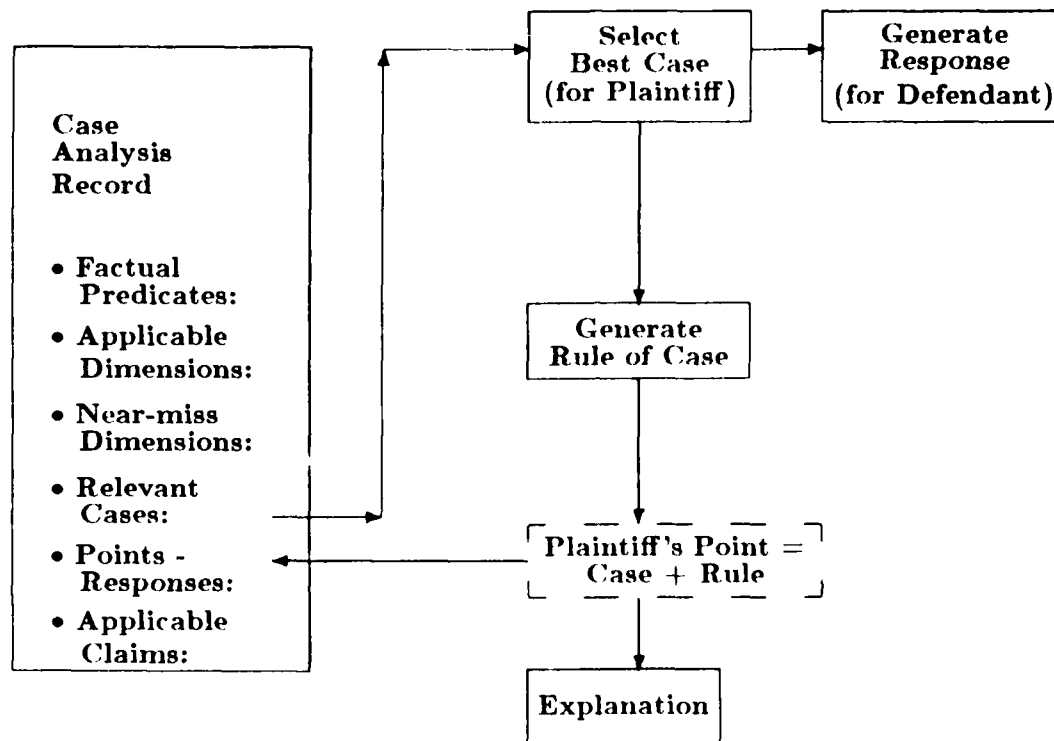 Case
Analysis
Record
• Factual
Predicates:
• Applicable
Dimensions:
• Near-miss
Dimensions:
• Relevant
Cases:
• Points -
Responses:
• Applicable
Claims:
Select
Best Case
(for Plaintiff)
Generate
Response
(for Defendant)
Generate
Rule of Case
Plaintiff's Point =
Case + Rule
Explanation